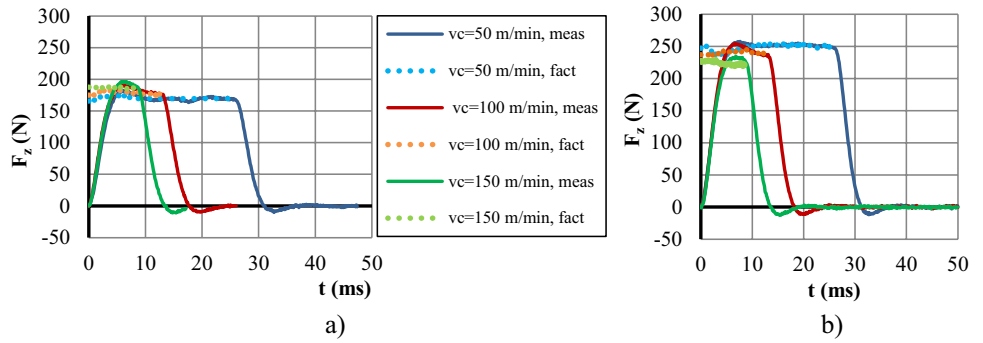 300
250
200
150
100
50
0
-50
F_z (N)
0 10 20 30 40 50
t (ms)
a)
vc=50 m/min, meas
vc=50 m/min, fact
vc=100 m/min, meas
vc=100 m/min, fact
vc=150 m/min, meas
vc=150 m/min, fact
300
250
200
150
100
50
0
-50
F_z (N)
0 10 20 30 40 50
t (ms)
b)